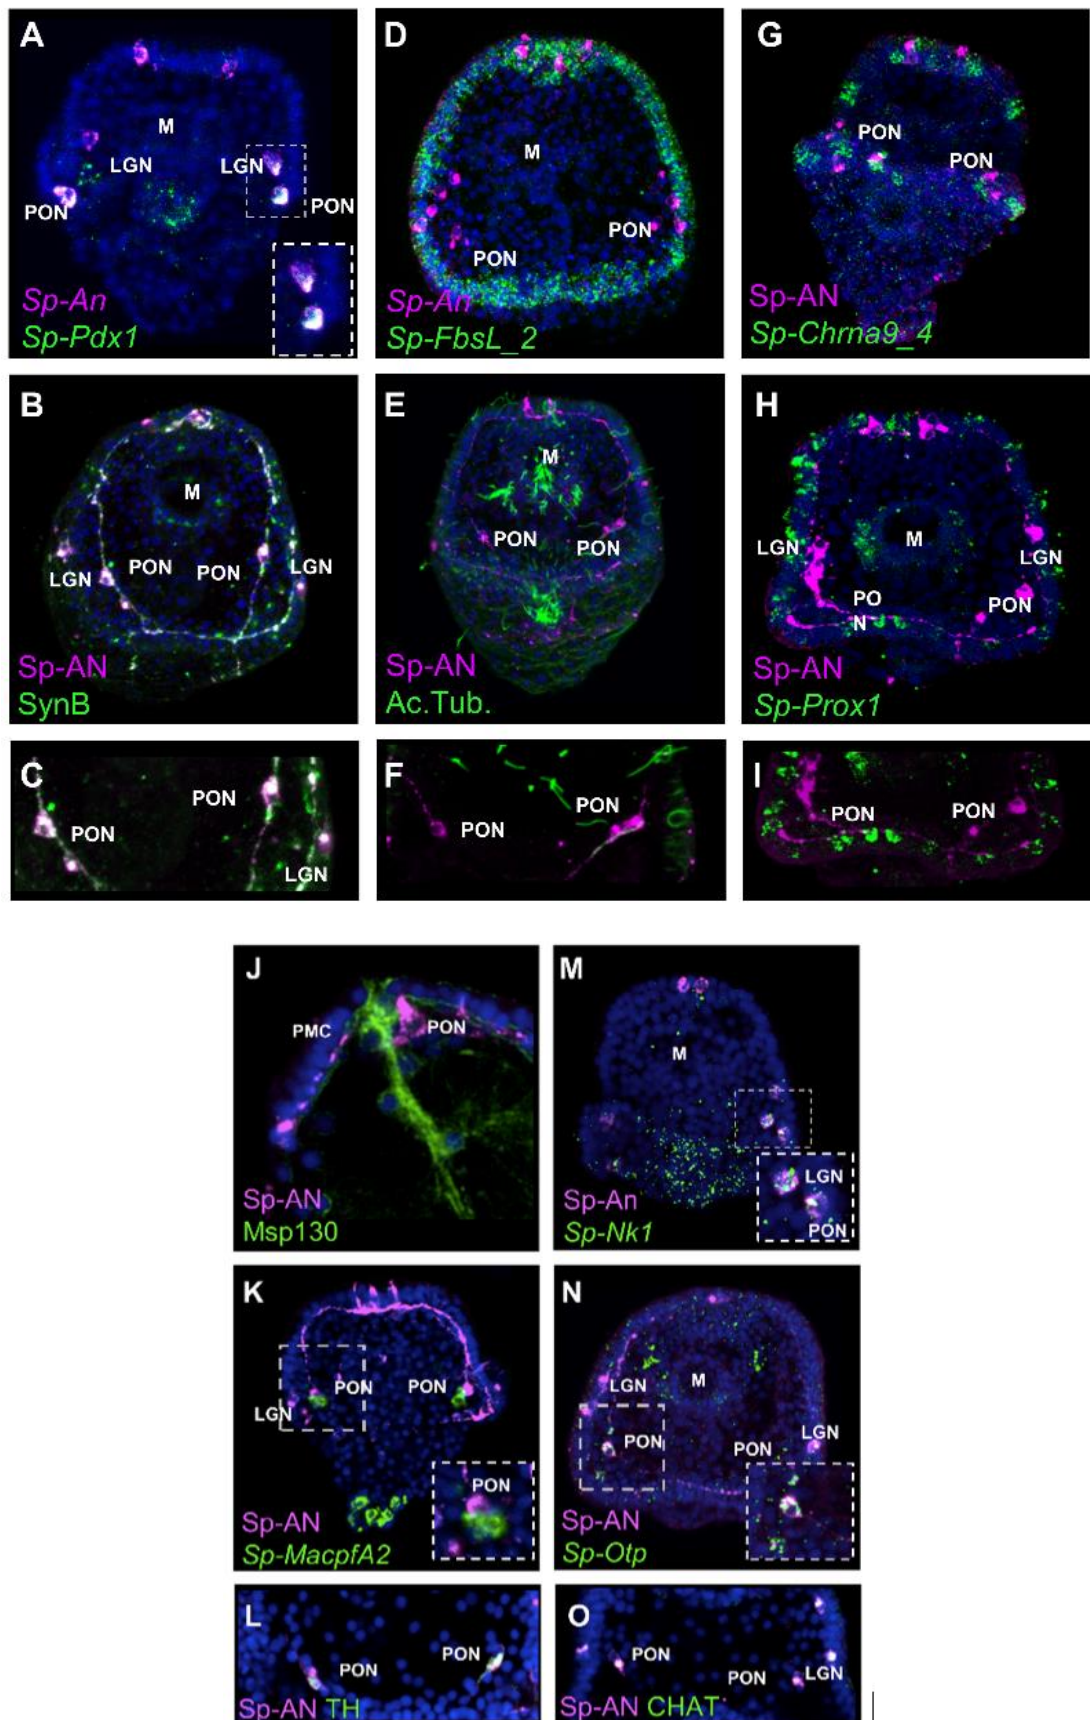 A
M
LGN
LGN
PON
PON
Sp-An
Sp-Pdx1
D
M
PON
PON
Sp-An
Sp-FbsL_2
G
PON
PON
Sp-AN
Sp-Chrna9_4
B
M
LGN
PON
PON
LGN
Sp-AN
SynB
E
M
PON
PON
Sp-AN
Ac.Tub.
H
M
LGN
LGN
PO
N
PON
Sp-AN
Sp-Prox1
C
PON
PON
LGN
F
PON
PON
I
PON
PON
J
PMC
PON
Sp-AN
Msp130
M
M
LGN
PON
Sp-An
Sp-Nk1
K
PON
PON
LGN
PON
Sp-AN
Sp-MacpfA2
N
LGN
M
PON
PON
LGN
Sp-AN
Sp-Otp
L
PON
PON
Sp-AN TH
O
PON
PON
LGN
Sp-AN CHAT